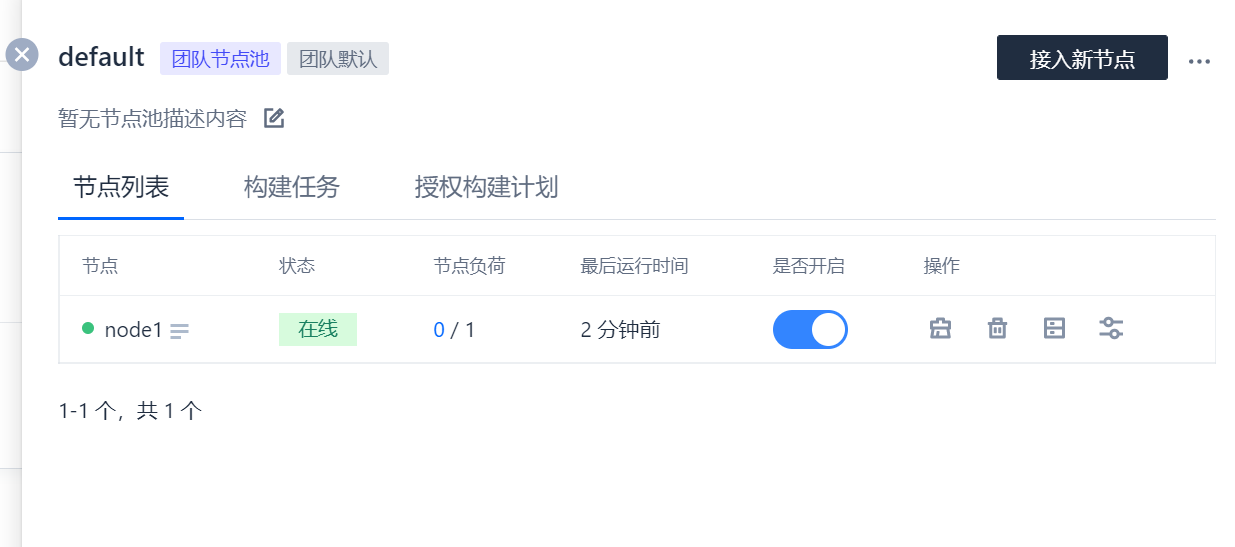 default 团队节点池 团队默认 接入新节点
暂无节点池描述内容
节点列表 构建任务 授权构建计划
节点 状态 节点负荷 最后运行时间 是否开启 操作
node1 在线 0 / 1 2 分钟前
1-1 个，共 1 个